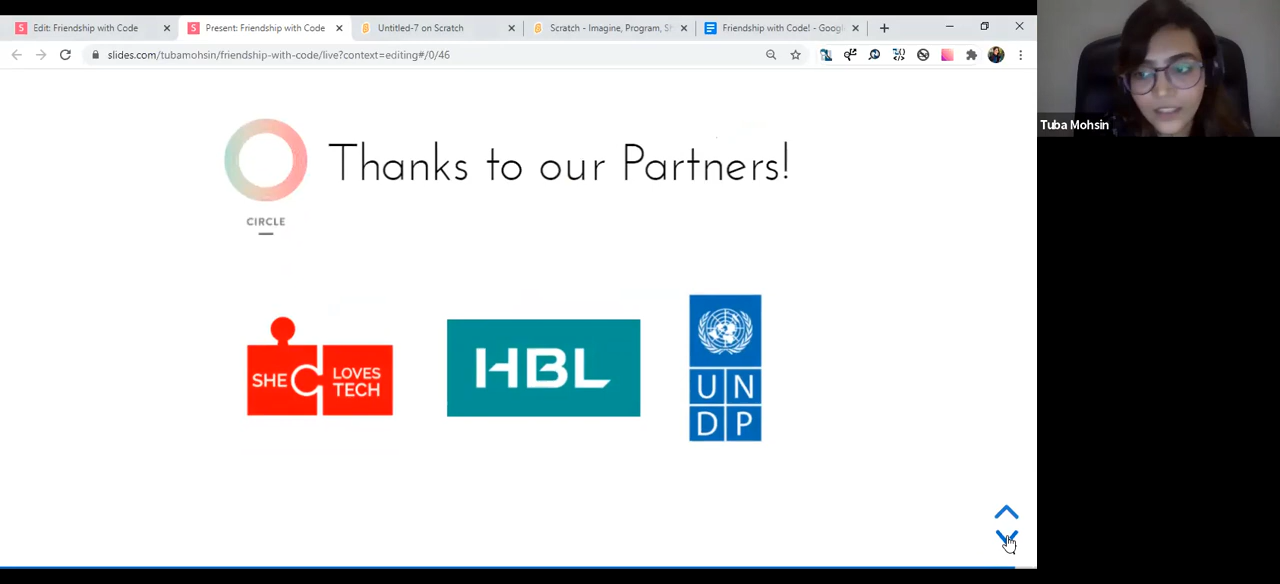 Edit: Friendship with Code
Present: Friendship with Code
Untitled-7 on Scratch
Scratch - Imagine, Program, Sh
Friendship with Code! - Googl
slides.com/tubamohsin/friendship-with-code/live?context=editing#/0/46
Tuba Mohsin
Thanks to our Partners!
CIRCLE
SHE LOVES
TECH
HBL
UN
DP